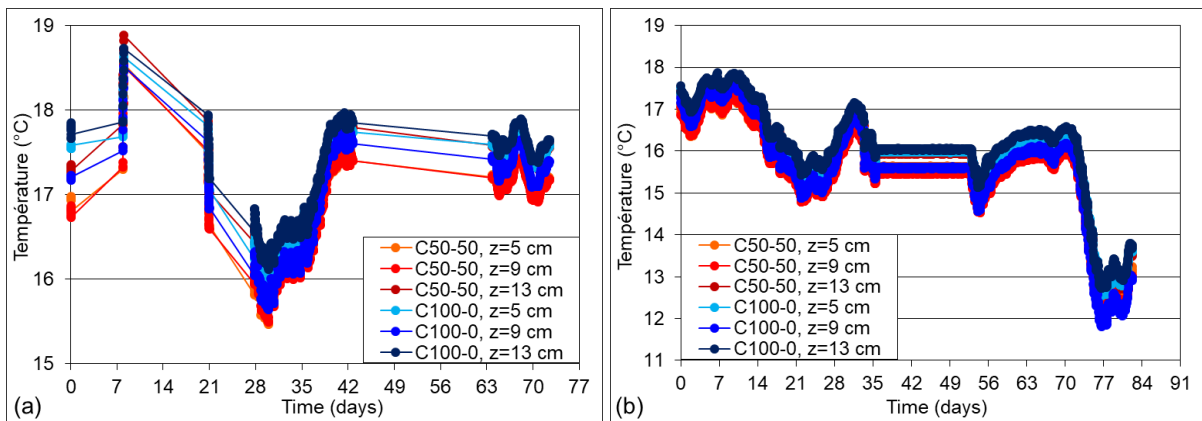 19
18
17
16
15
Température (°C)
0 7 14 21 28 35 42 49 56 63 70 77
Time (days)
(a)
C50-50, z=5 cm
C50-50, z=9 cm
C50-50, z=13 cm
C100-0, z=5 cm
C100-0, z=9 cm
C100-0, z=13 cm
19
18
17
16
15
14
13
12
11
Température (°C)
0 7 14 21 28 35 42 49 56 63 70 77 84 91
Time (days)
(b)
C50-50, z=5 cm
C50-50, z=9 cm
C50-50, z=13 cm
C100-0, z=5 cm
C100-0, z=9 cm
C100-0, z=13 cm